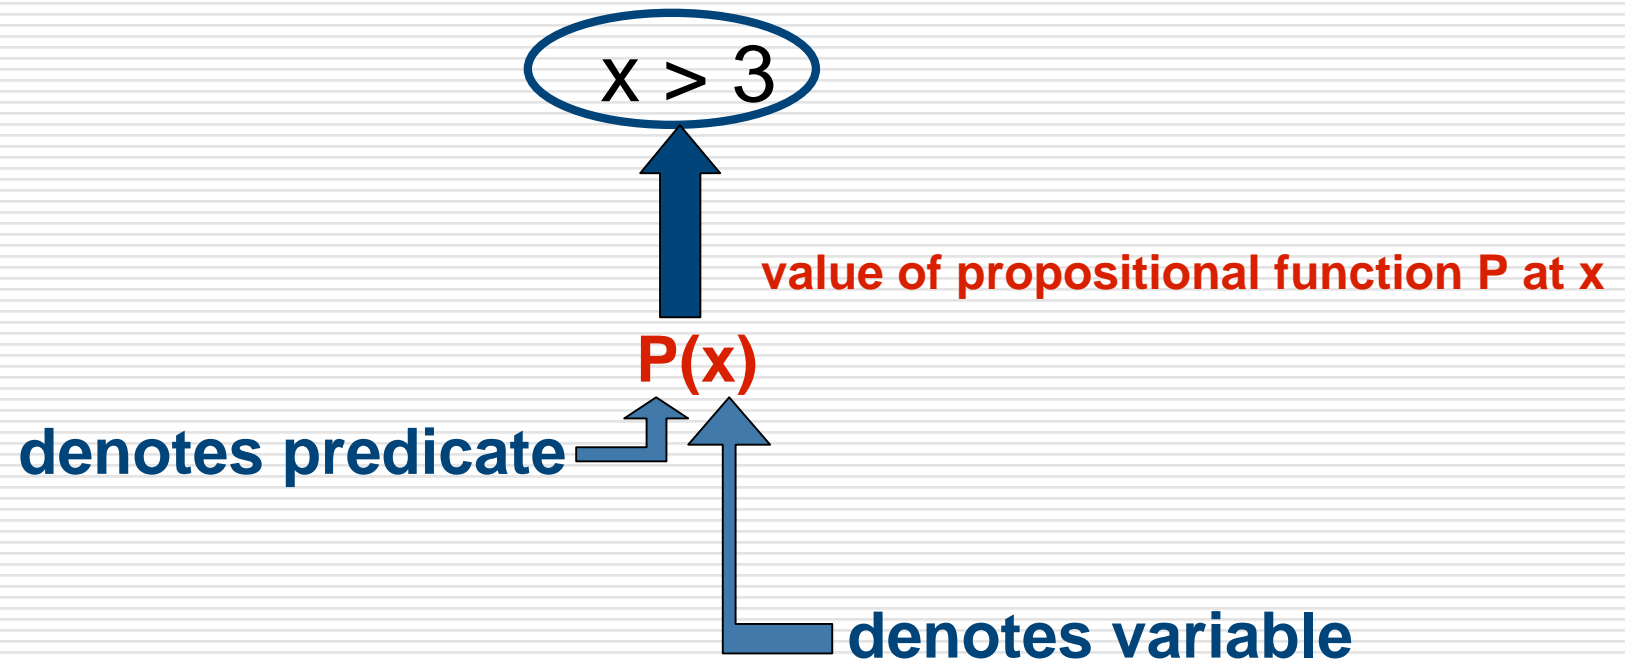 x > 3
value of propositional function P at x
P(x)
denotes predicate
denotes variable